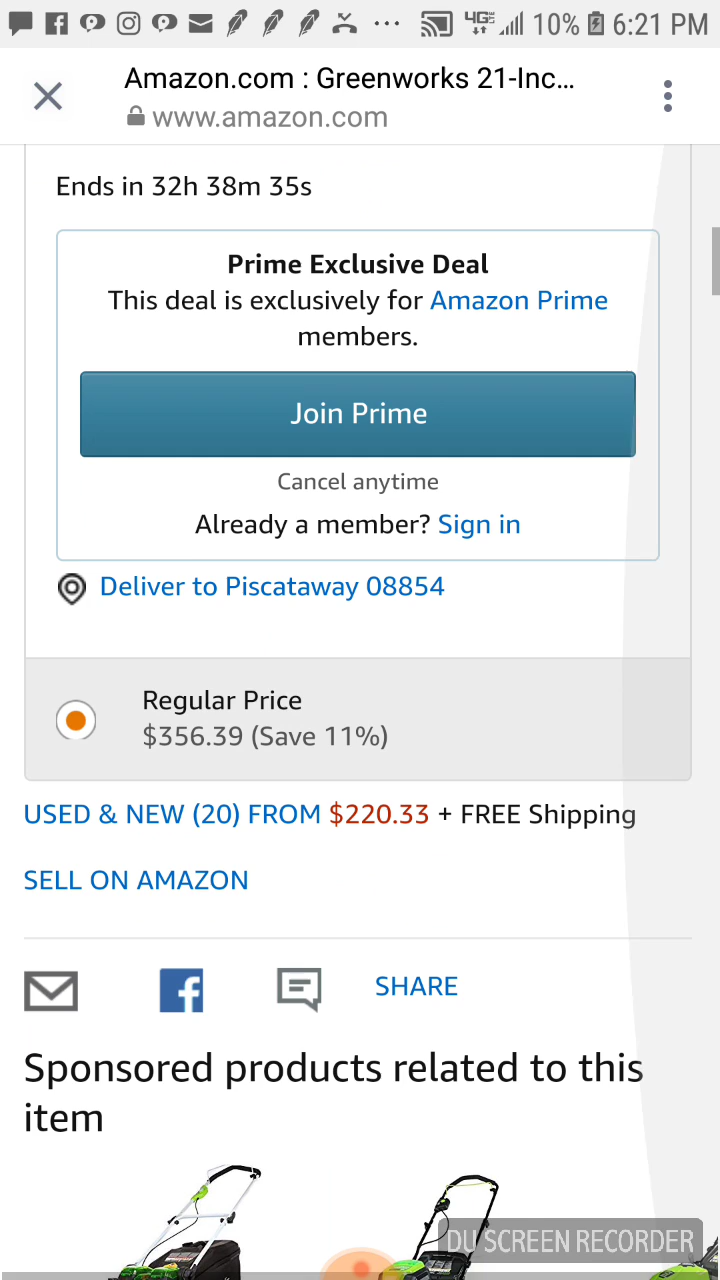 4GE 10% 6:21 PM
Amazon.com : Greenworks 21-Inc...
www.amazon.com
Ends in 32h 38m 35s
Prime Exclusive Deal
This deal is exclusively for Amazon Prime
members.
Join Prime
Cancel anytime
Already a member? Sign in
Deliver to Piscataway 08854
Regular Price
$356.39 (Save 11%)
USED & NEW (20) FROM $220.33 + FREE Shipping
SELL ON AMAZON
SHARE
Sponsored products related to this
item
DU SCREEN RECORDER